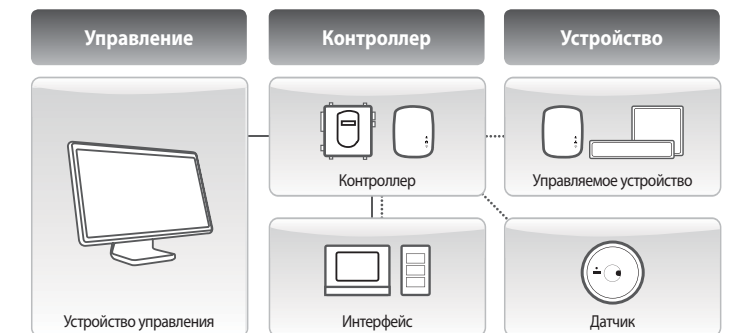 Управление
Контроллер
Устройство
Контроллер
Управляемое устройство
Устройство управления
Интерфейс
Датчик